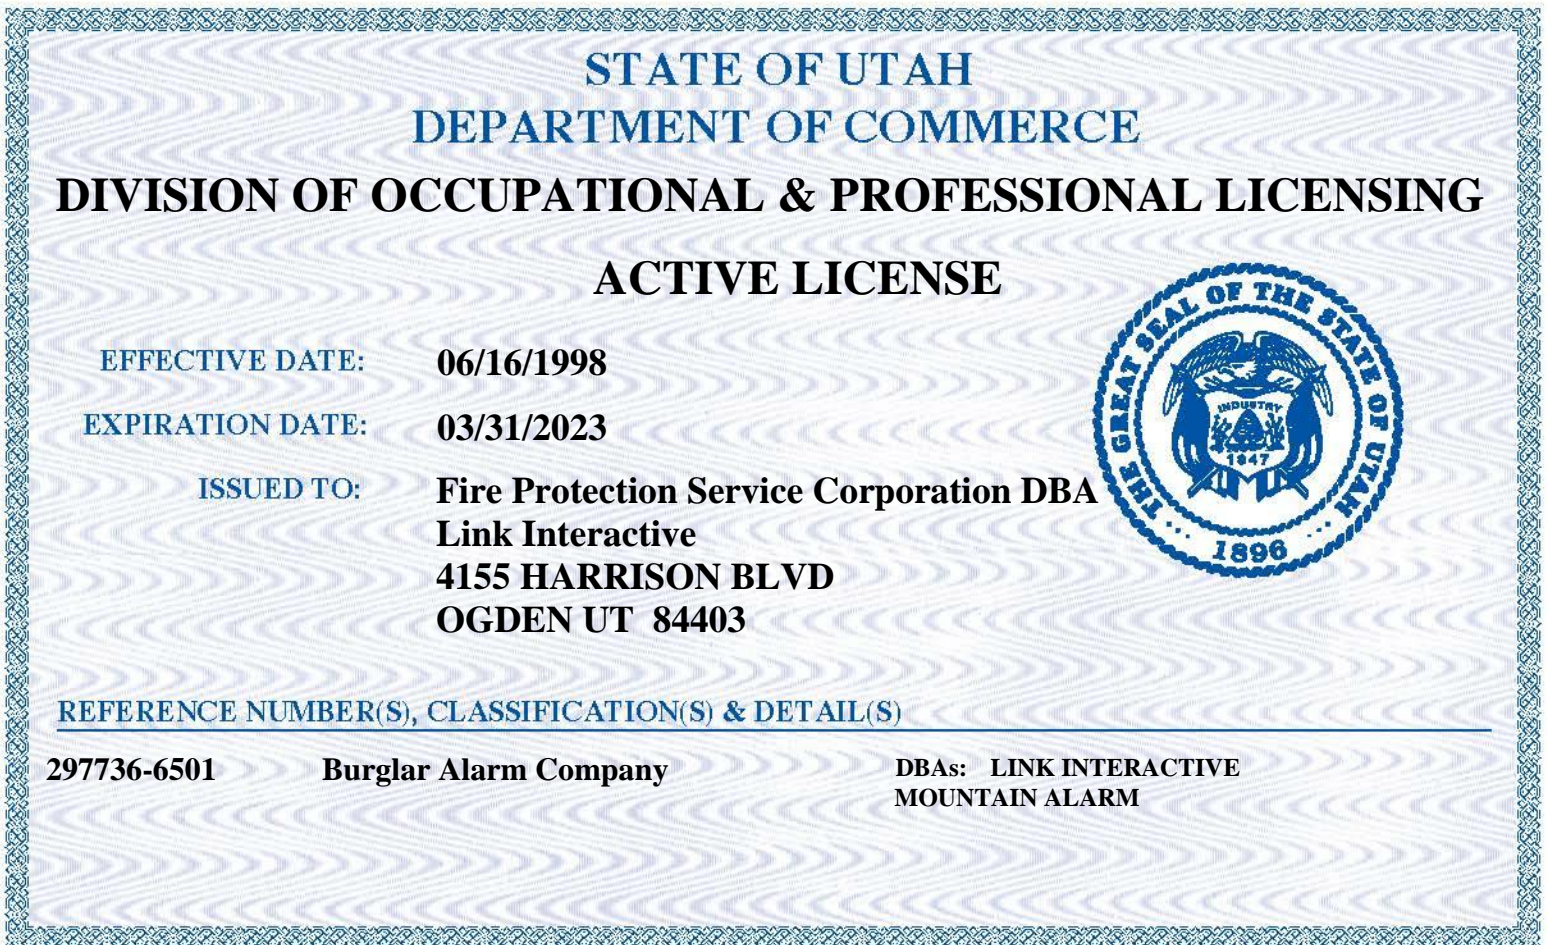 STATE OF UTAH
DEPARTMENT OF COMMERCE
DIVISION OF OCCUPATIONAL & PROFESSIONAL LICENSING
ACTIVE LICENSE
EFFECTIVE DATE: 06/16/1998
EXPIRATION DATE: 03/31/2023
ISSUED TO: Fire Protection Service Corporation DBA
Link Interactive
4155 HARRISON BLVD
OGDEN UT 84403
THE GREAT SEAL OF THE STATE OF UTAH
INDUSTRY
1847
1896
REFERENCE NUMBER(S), CLASSIFICATION(S) & DETAIL(S)
297736-6501 Burglar Alarm Company DBAs: LINK INTERACTIVE
MOUNTAIN ALARM